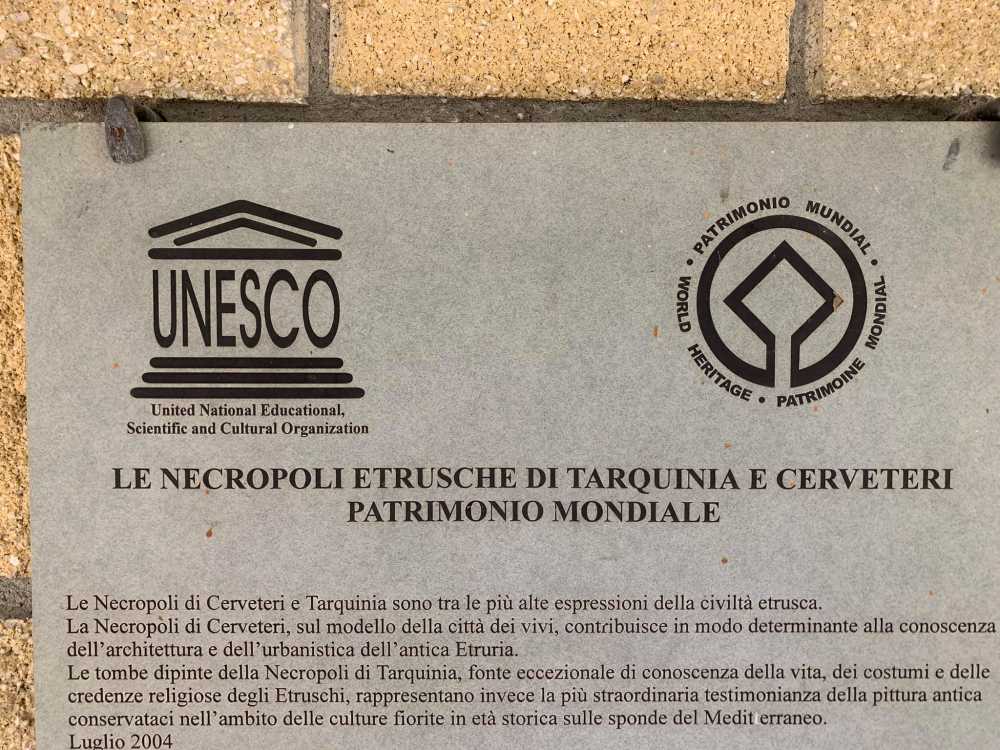 UNESCO
United National Educational,
Scientific and Cultural Organization
PATRIMONIO MUNDIAL • WORLD HERITAGE • PATRIMOINE MONDIAL •
LE NECROPOLI ETRUSCHE DI TARQUINIA E CERVETERI
PATRIMONIO MONDIALE
Le Necropoli di Cerveteri e Tarquinia sono tra le più alte espressioni della civiltà etrusca.
La Necropoli di Cerveteri, sul modello della città dei vivi, contribuisce in modo determinante alla conoscenza
dell'architettura e dell'urbanistica dell'antica Etruria.
Le tombe dipinte della Necropoli di Tarquinia, fonte eccezionale di conoscenza della vita, dei costumi e delle
credenze religiose degli Etruschi, rappresentano invece la più straordinaria testimonianza della pittura antica
conservataci nell'ambito delle culture fiorite in età storica sulle sponde del Medit erraneo.
Luglio 2004